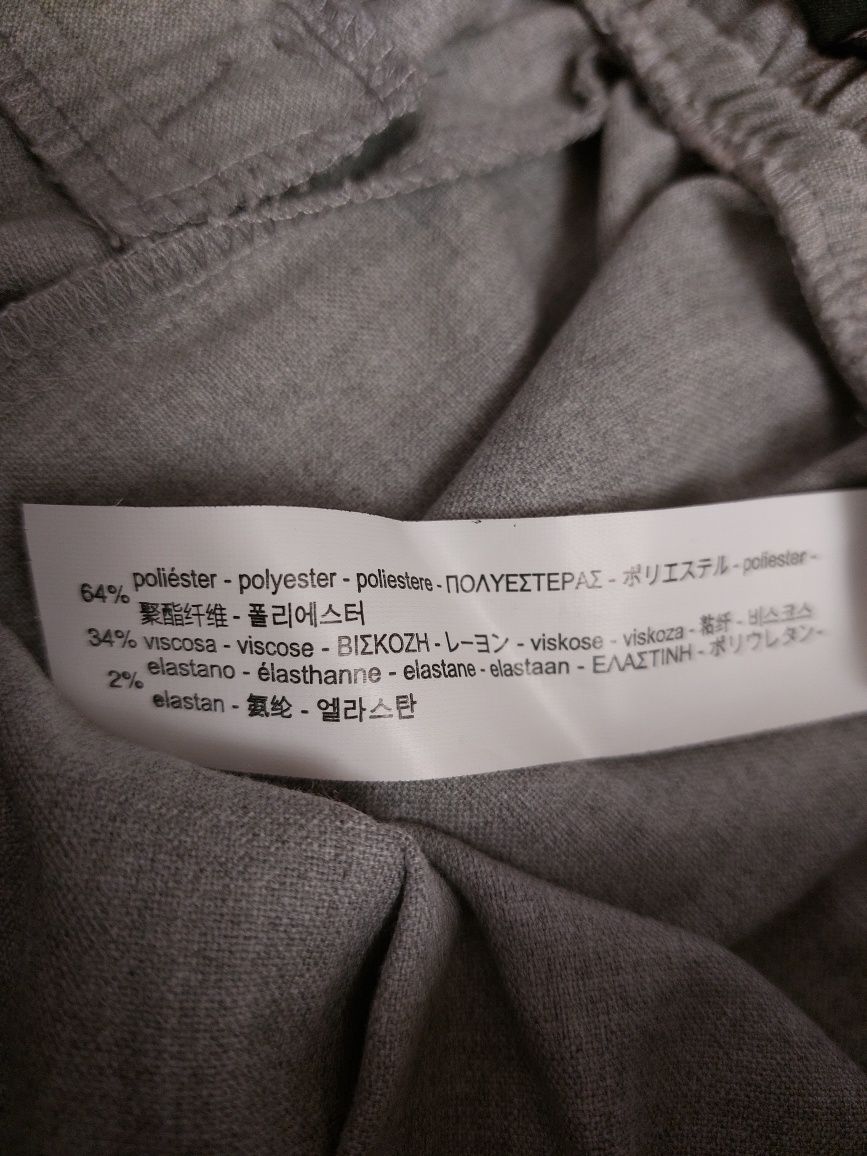 64% poliéster - polyester - poliestere - ΠΟΛΥΕΣΤΕΡΑΣ - ポリエステル - poliester -
聚酯纤维 - 폴리에스터
34% viscosa - viscose - ΒΙΣΚΟΖΗ - レーヨン - viskose - viskoza - 粘纤 - 비스코스
2% elastano - élasthanne - elastane - elastaan - ΕΛΑΣΤΙΝΗ - ポリウレタン -
elastan - 氨纶 - 엘라스탄